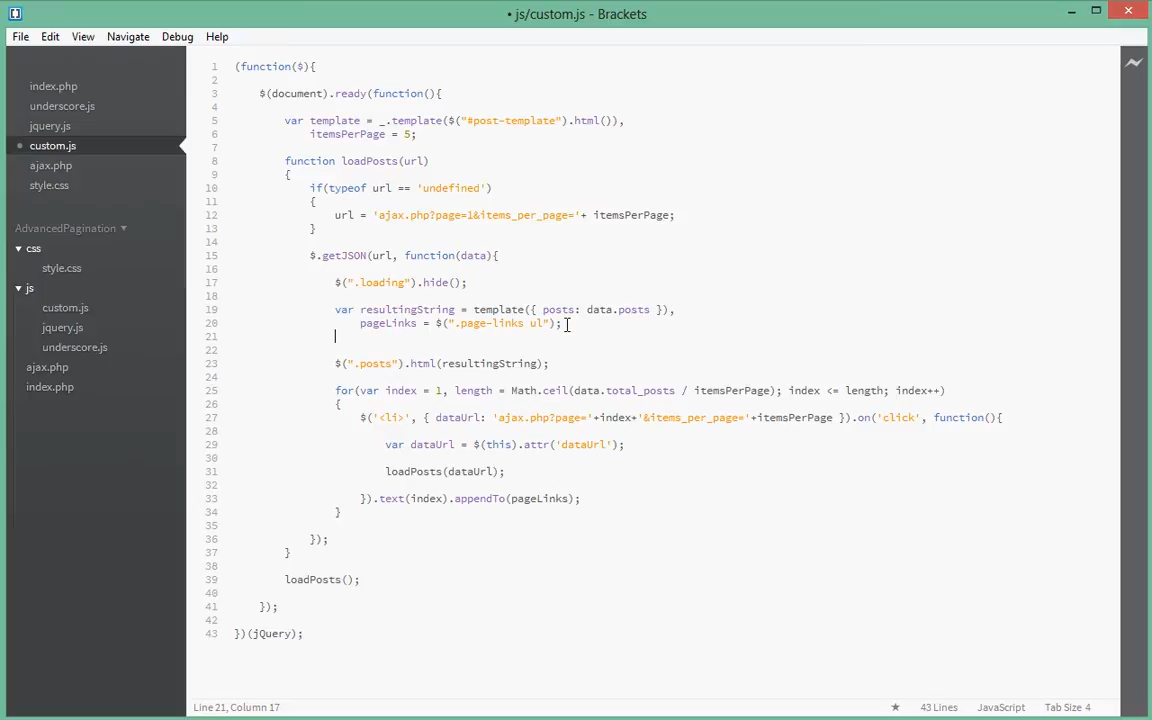 • js/custom.js - Brackets
File Edit View Navigate Debug Help
index.php
underscore.js
jquery.js
custom.js
ajax.php
style.css
AdvancedPagination
css
style.css
js
custom.js
jquery.js
underscore.js
ajax.php
index.php
1 (function($){
2
3 $(document).ready(function(){
4
5 var template = _.template($("#post-template").html()),
6 itemsPerPage = 5;
7
8 function loadPosts(url)
9 {
10 if(typeof url == 'undefined')
11 {
12 url = 'ajax.php?page=1&items_per_page='+ itemsPerPage;
13 }
14
15 $.getJSON(url, function(data){
16
17 $(".loading").hide();
18
19 var resultingString = template({ posts: data.posts }),
20 pageLinks = $(".page-links ul");
21
22
23 $(".posts").html(resultingString);
24
25 for(var index = 1, length = Math.ceil(data.total_posts / itemsPerPage); index <= length; index++)
26 {
27 $('<li>', { dataUrl: 'ajax.php?page='+index+'&items_per_page='+itemsPerPage }).on('click', function(){
28
29 var dataUrl = $(this).attr('dataUrl');
30
31 loadPosts(dataUrl);
32
33 }).text(index).appendTo(pageLinks);
34 }
35
36 });
37 }
38
39 loadPosts();
40
41 });
42
43 })(jQuery);
Line 21, Column 17
43 Lines JavaScript Tab Size 4